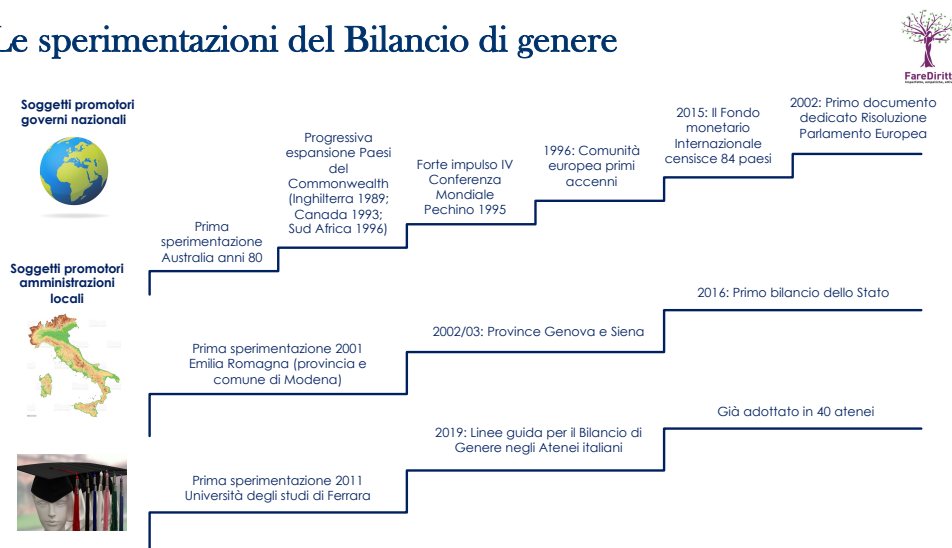 Le sperimentazioni del Bilancio di genere
FareDiritt
Soggetti promotori
governi nazionali
Prima
sperimentazione
Australia anni 80
Progressiva
espansione Paesi
del
Commonwealth
(Inghilterra 1989;
Canada 1993;
Sud Africa 1996)
Forte impulso IV
Conferenza
Mondiale
Pechino 1995
1996: Comunità
europea primi
accenni
2015: Il Fondo
monetario
Internazionale
censisce 84 paesi
2002: Primo documento
dedicato Risoluzione
Parlamento Europea
Soggetti promotori
amministrazioni
locali
Prima sperimentazione 2001
Emilia Romagna (provincia e
comune di Modena)
2002/03: Province Genova e Siena
2016: Primo bilancio dello Stato
Prima sperimentazione 2011
Università degli studi di Ferrara
2019: Linee guida per il Bilancio di
Genere negli Atenei italiani
Già adottato in 40 atenei